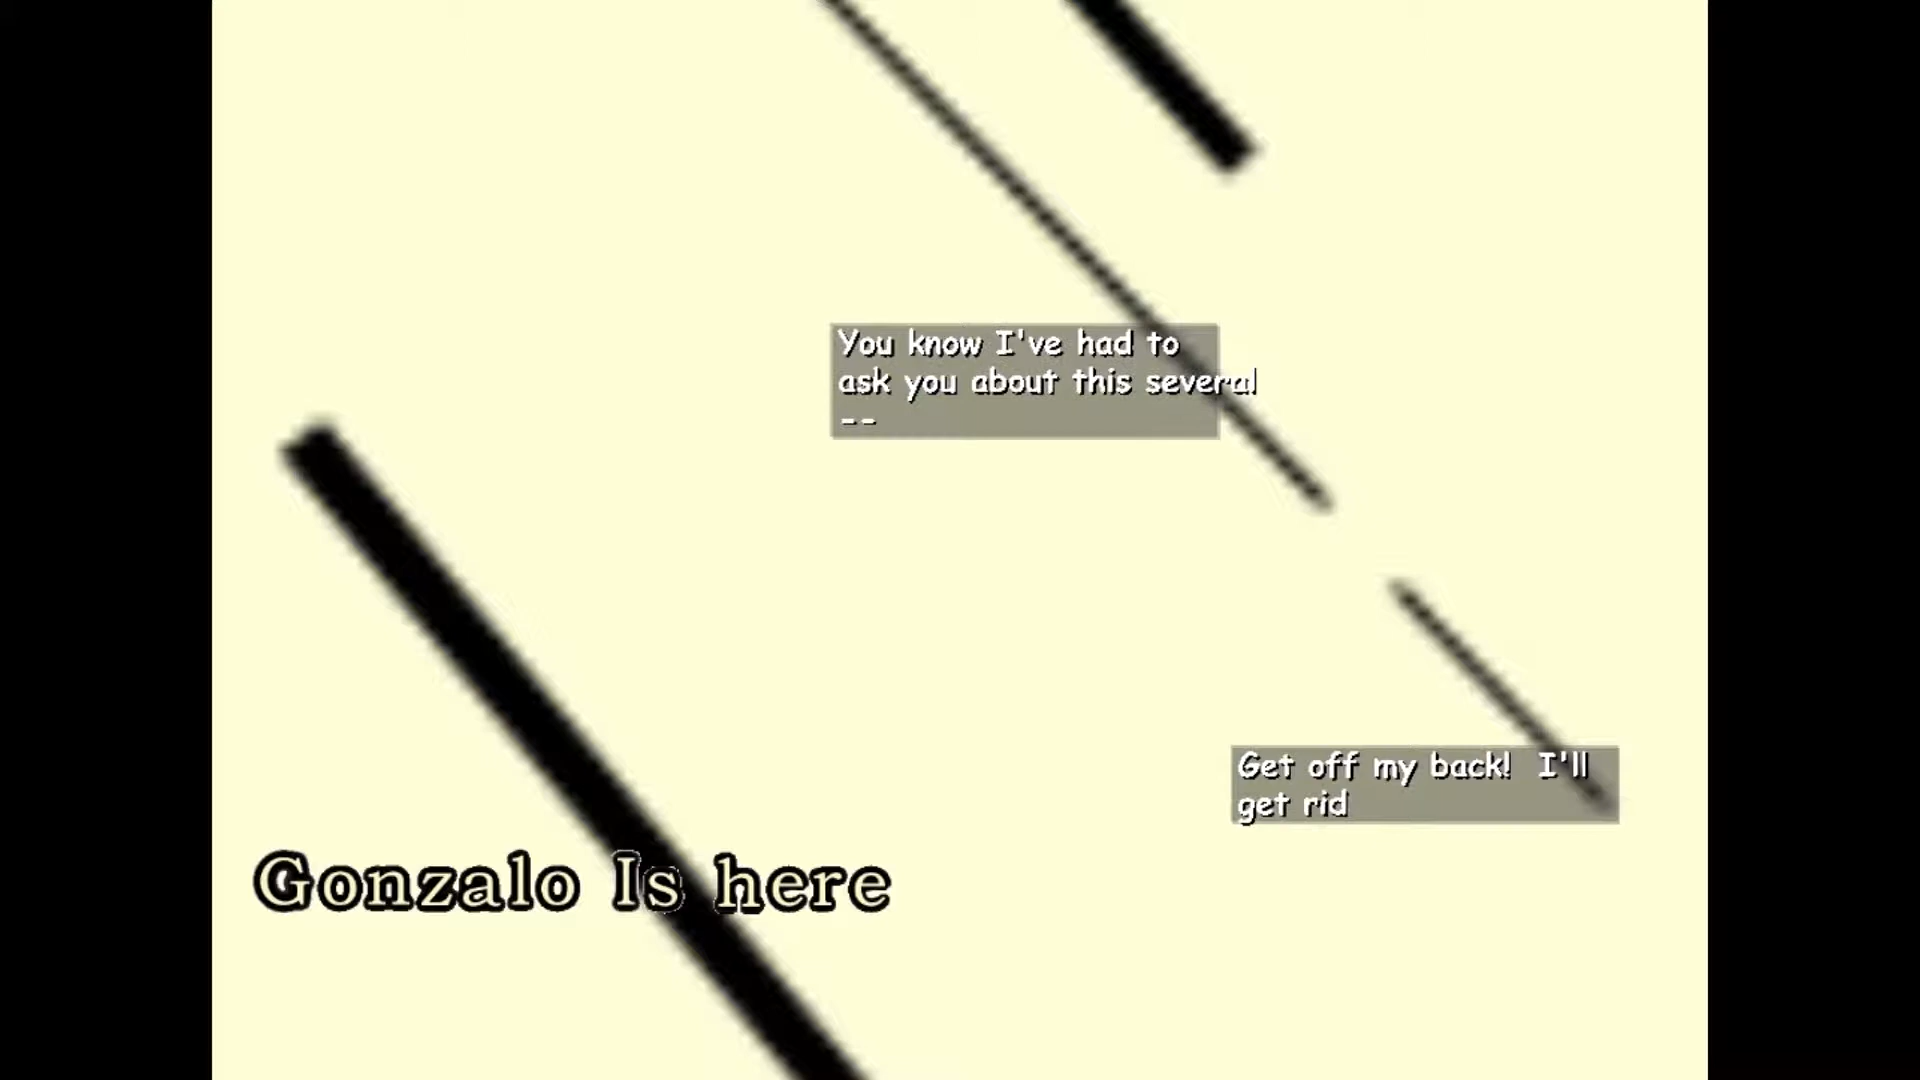 You know I've had to
ask you about this several
--
Get off my back!  I'll
get rid
Gonzalo Is here